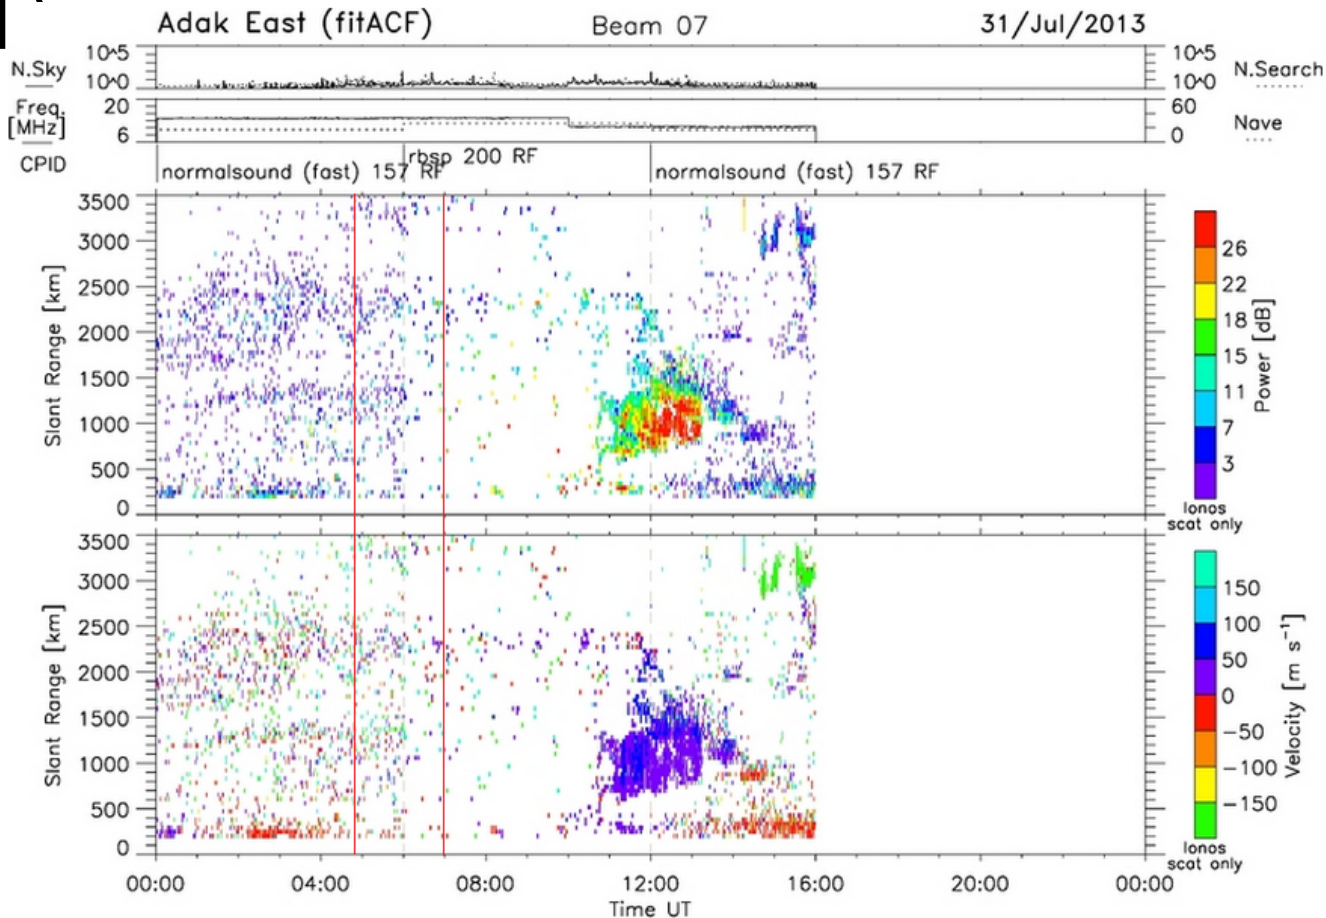 Adak East (fitACF) Beam 07 31/Jul/2013
10^5 10^5
N.Sky N.Search
10^0 10^0
Freq. 20 60
[MHz] Nave
6 0
CPID
rbsp 200 RF
normalsound (fast) 157 RF normalsound (fast) 157 RF
3500
3000
2500
2000
1500
1000
500
0
Slant Range [km]
26
22
18
15
11
7
3
Power [dB]
Ionos
scat only
3500
3000
2500
2000
1500
1000
500
0
Slant Range [km]
150
100
50
0
−50
−100
−150
Velocity [m s⁻¹]
Ionos
scat only
00:00 04:00 08:00 12:00 16:00 20:00 00:00
Time UT